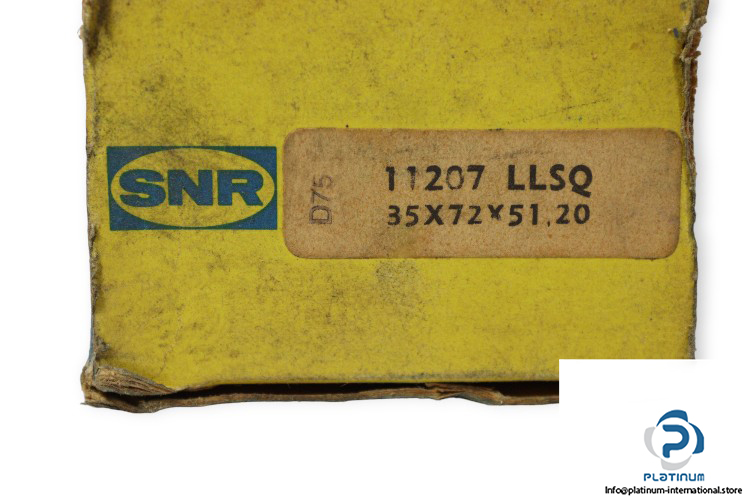 SNR
D75
11207 LLSQ
35X72X51,20
PLATINUM
Info@platinum-international.store